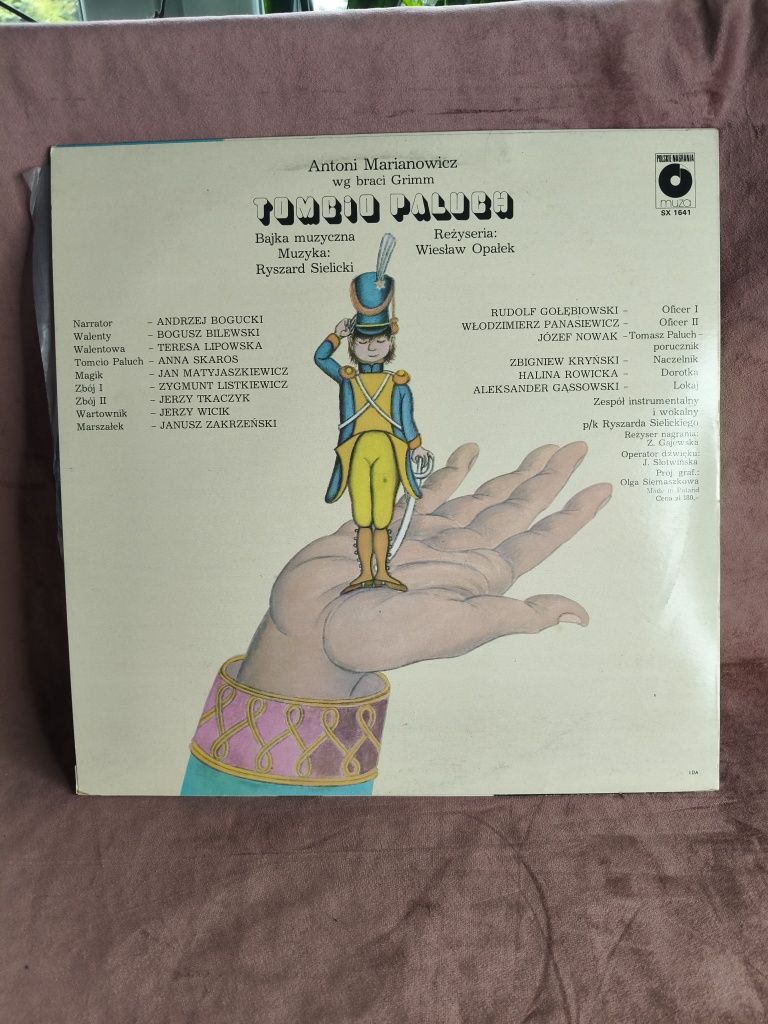 Antoni Marianowicz
wg braci Grimm
TOMCIO PALUCH
Bajka muzyczna
Muzyka:
Ryszard Sielicki
Reżyseria:
Wiesław Opałek
POLSKIE NAGRANIA
muza
SX 1641
Narrator – ANDRZEJ BOGUCKI
Walenty – BOGUSZ BILEWSKI
Walentowa – TERESA LIPOWSKA
Tomcio Paluch – ANNA SKAROS
Magik – JAN MATYJASZKIEWICZ
Zbój I – ZYGMUNT LISTKIEWICZ
Zbój II – JERZY TKACZYK
Wartownik – JERZY WICIK
Marszałek – JANUSZ ZAKRZEŃSKI
RUDOLF GOŁĘBIOWSKI – Oficer I
WŁODZIMIERZ PANASIEWICZ – Oficer II
JÓZEF NOWAK – Tomasz Paluch –
porucznik
ZBIGNIEW KRYŃSKI – Naczelnik
HALINA ROWICKA – Dorotka
ALEKSANDER GĄSSOWSKI – Lokaj
Zespół instrumentalny
i wokalny
p/k Ryszarda Sielickiego
Reżyser nagrania:
Z. Gajewska
Operator dźwięku:
J. Słotwińska
Proj. graf.:
Olga Siemaszkowa
Made in Poland
Cena zł 180,–